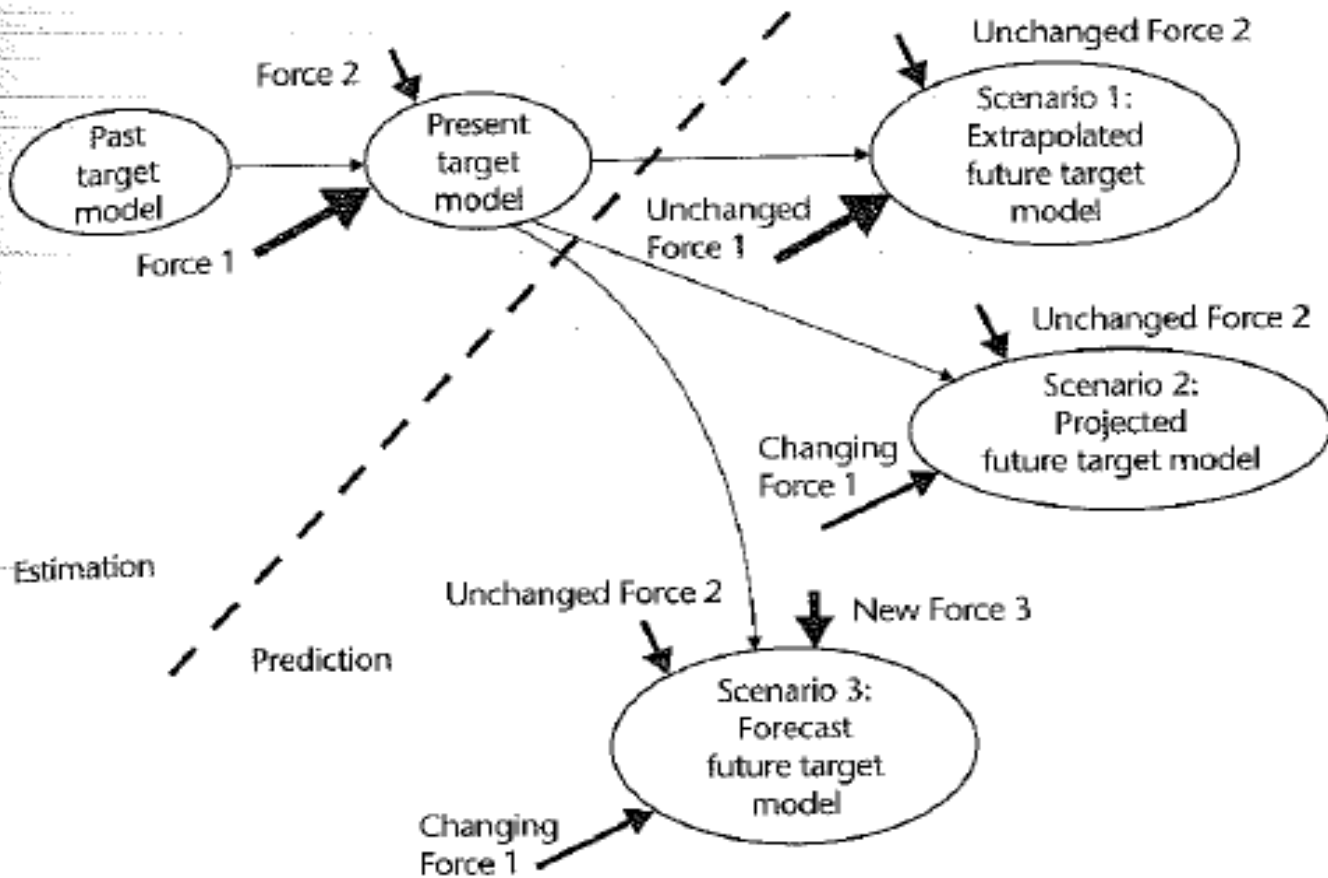 Unchanged Force 2
Force 2
Scenario 1:
Extrapolated
future target
model
Past
target
model
Present
target
model
Unchanged
Force 1
Force 1
Unchanged Force 2
Scenario 2:
Projected
future target model
Changing
Force 1
Estimation
Prediction
Unchanged Force 2
New Force 3
Scenario 3:
Forecast
future target
model
Changing
Force 1